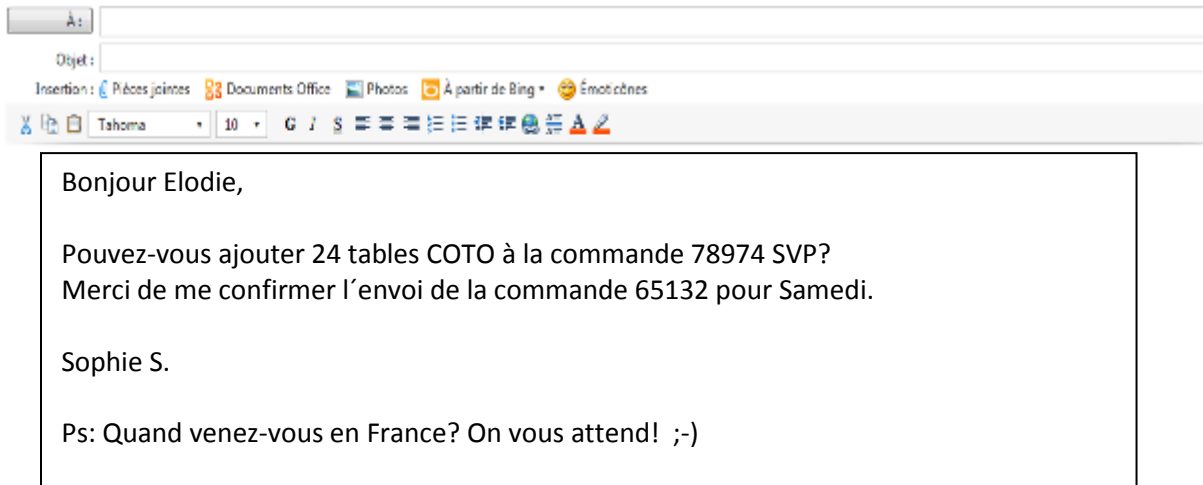 À :
Objet :
Insertion : Pièces jointes Documents Office Photos À partir de Bing Émoticônes
Tahoma 10 G I S A
Bonjour Elodie,
Pouvez-vous ajouter 24 tables COTO à la commande 78974 SVP?
Merci de me confirmer l´envoi de la commande 65132 pour Samedi.
Sophie S.
Ps: Quand venez-vous en France? On vous attend! ;-)